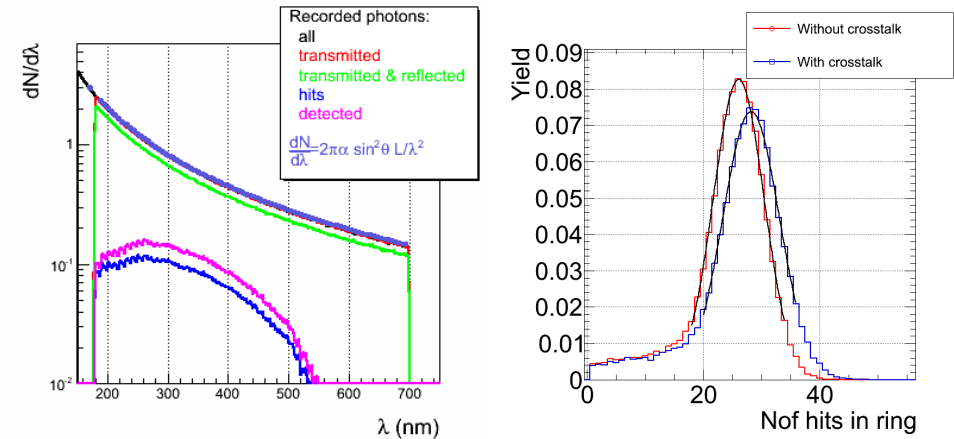 Recorded photons:
all
transmitted
transmitted & reflected
hits
detected
dN/dλ=2πα sin²θ L/λ²
dN/dλ
1
10⁻¹
10⁻²
200 300 400 500 600 700
λ (nm)
Without crosstalk
With crosstalk
Yield
0.09
0.08
0.07
0.06
0.05
0.04
0.03
0.02
0.01
0
0 20 40
Nof hits in ring